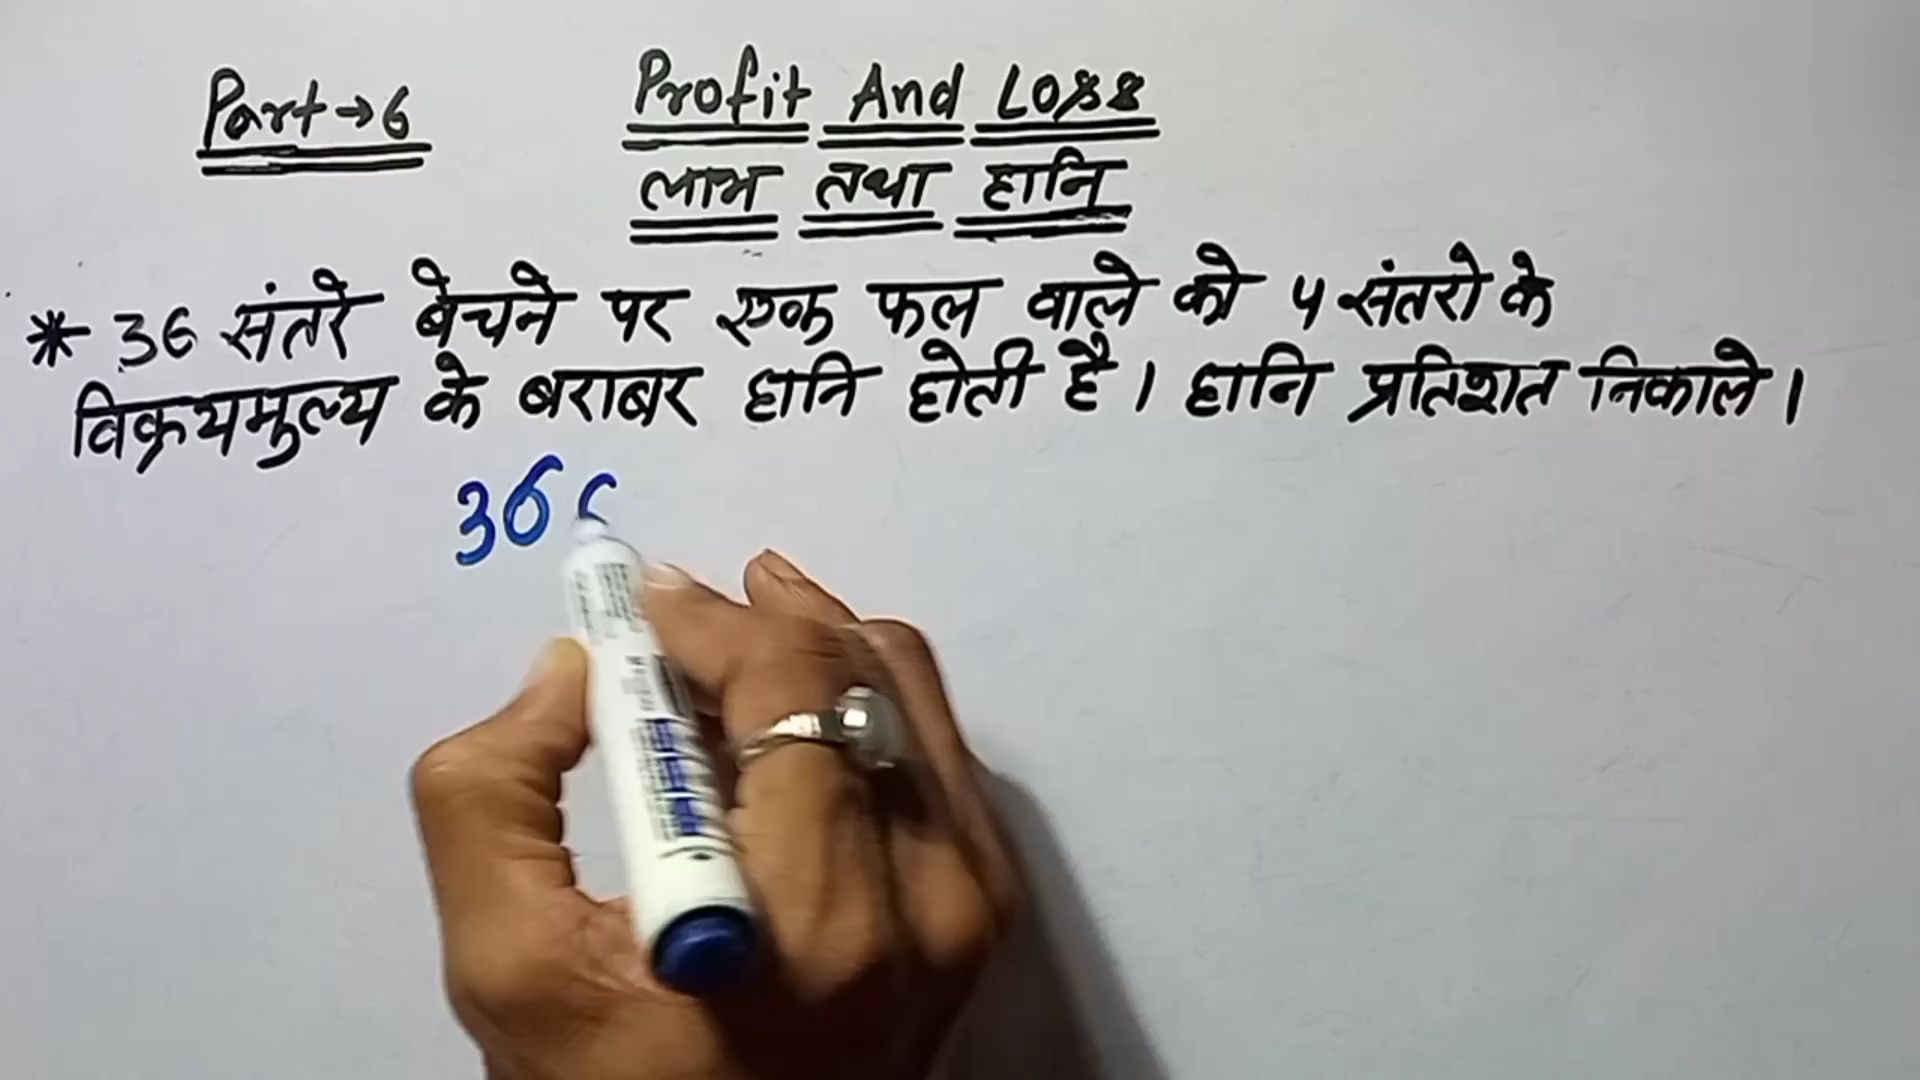 Part→6
Profit And Loss
लाभ तथा हानि
* 36 संतरे बेचने पर एक फल वाले को 4 संतरो के
विक्रयमुल्य के बराबर हानि होती है। हानि प्रतिशत निकाले।
36